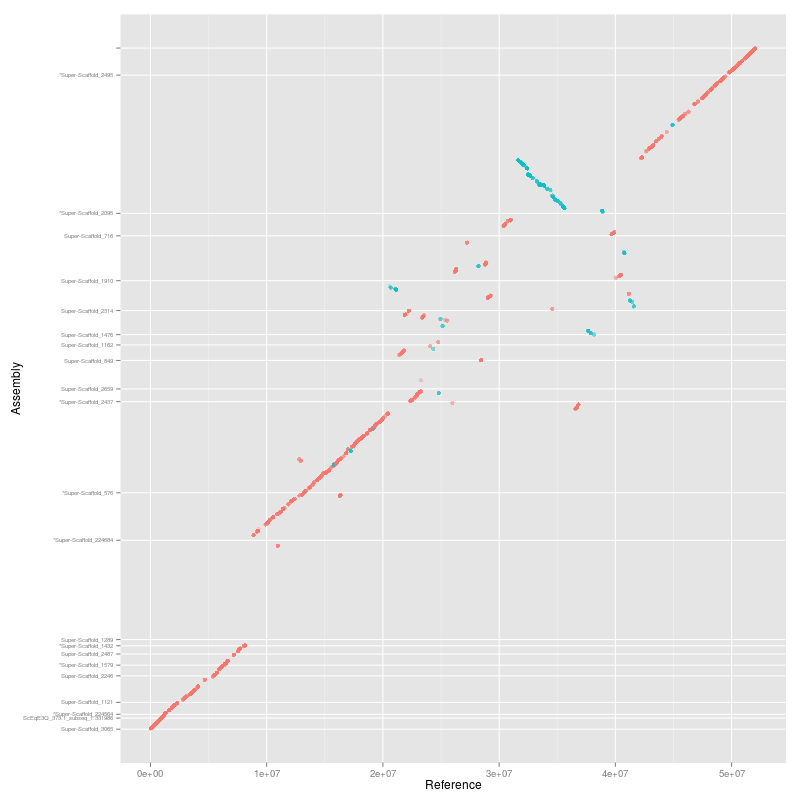 *Super-Scaffold_2495
*Super-Scaffold_2095
Super-Scaffold_716
Super-Scaffold_1910
*Super-Scaffold_2314
*Super-Scaffold_1476
Super-Scaffold_1162
Super-Scaffold_849
Super-Scaffold_2659
*Super-Scaffold_2437
*Super-Scaffold_576
*Super-Scaffold_224684
Super-Scaffold_1289
*Super-Scaffold_1432
Super-Scaffold_2487
*Super-Scaffold_1579
Super-Scaffold_2246
Super-Scaffold_1121
Super-Scaffold_3065
Assembly
0e+00 1e+07 2e+07 3e+07 4e+07 5e+07
Reference